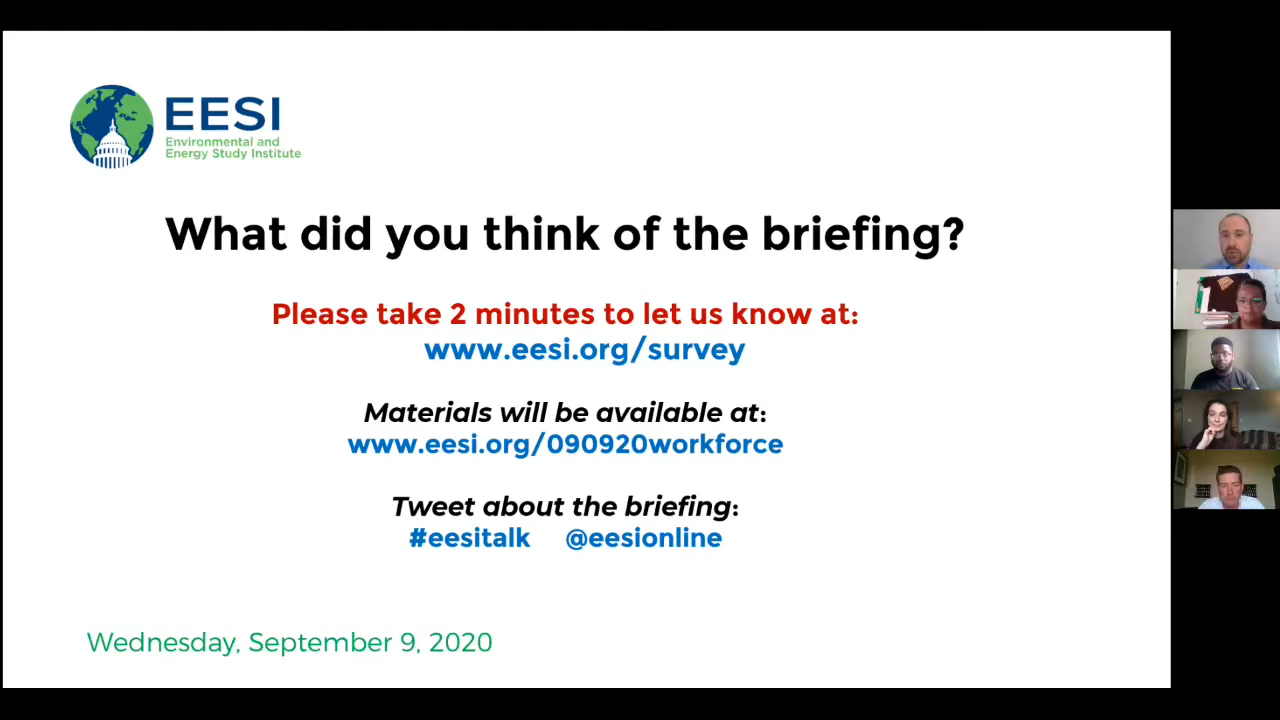 EESI
Environmental and
Energy Study Institute
What did you think of the briefing?
Please take 2 minutes to let us know at:
www.eesi.org/survey
Materials will be available at:
www.eesi.org/090920workforce
Tweet about the briefing:
#eesitalk @eesionline
Wednesday, September 9, 2020